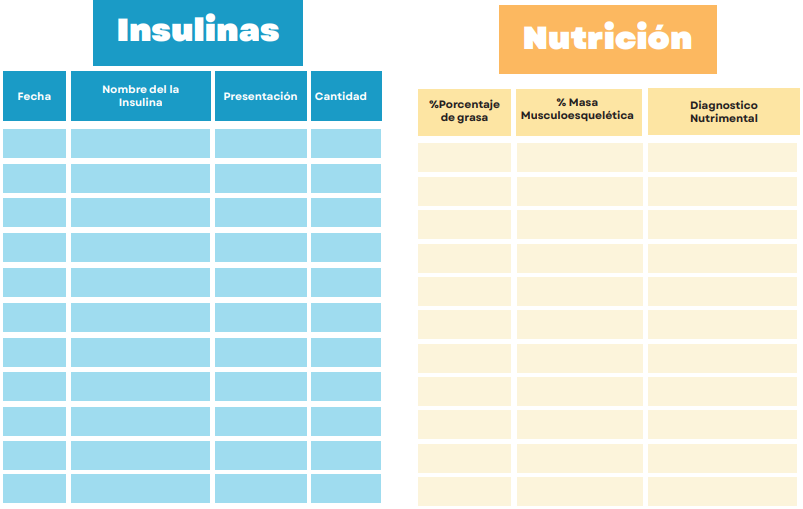 Insulinas
Fecha
Nombre del la
Insulina
Presentación
Cantidad
Nutrición
%Porcentaje
de grasa
% Masa
Musculoesquelética
Diagnostico
Nutrimental